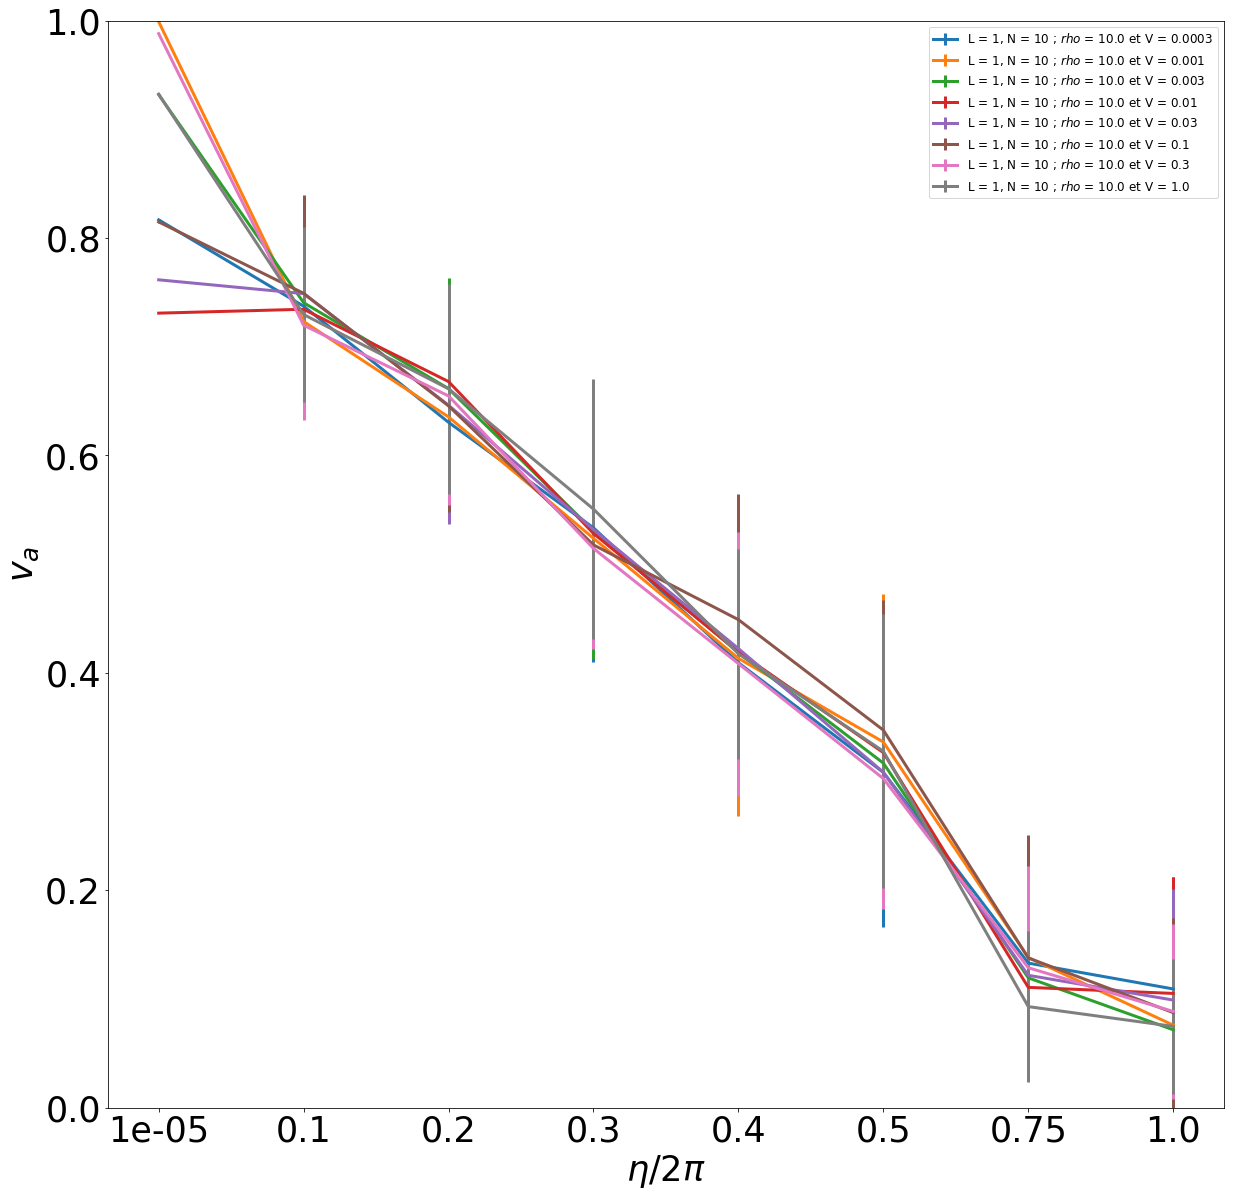 1.0
0.8
0.6
0.4
0.2
0.0
v_a
L = 1, N = 10 ; rho = 10.0 et V = 0.0003
L = 1, N = 10 ; rho = 10.0 et V = 0.001
L = 1, N = 10 ; rho = 10.0 et V = 0.003
L = 1, N = 10 ; rho = 10.0 et V = 0.01
L = 1, N = 10 ; rho = 10.0 et V = 0.03
L = 1, N = 10 ; rho = 10.0 et V = 0.1
L = 1, N = 10 ; rho = 10.0 et V = 0.3
L = 1, N = 10 ; rho = 10.0 et V = 1.0
1e-05 0.1 0.2 0.3 0.4 0.5 0.75 1.0
η/2π